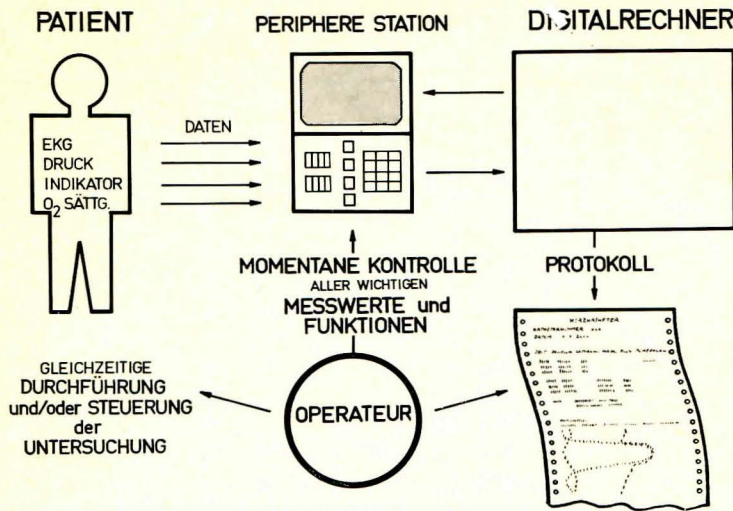 PATIENT
PERIPHERE STATION
DIGITALRECHNER
DATEN
EKG
DRUCK
INDIKATOR
O₂ SÄTTG.
MOMENTANE KONTROLLE
ALLER WICHTIGEN
MESSWERTE und
FUNKTIONEN
PROTOKOLL
GLEICHZEITIGE
DURCHFÜHRUNG
und/oder STEUERUNG
der
UNTERSUCHUNG
OPERATEUR